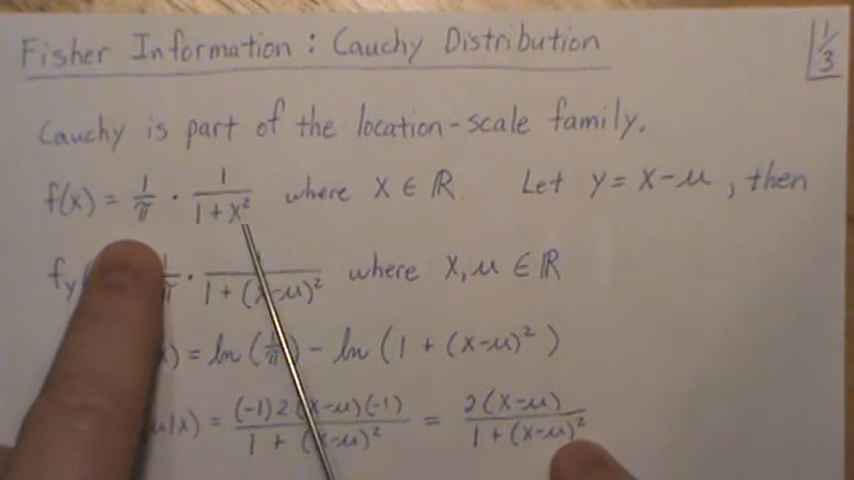 Fisher Information : Cauchy Distribution
1/3
Cauchy is part of the location-scale family.
f(x) = 1/π · 1/(1+x²) where x ∈ ℝ. Let y = x-μ, then
f_y( · 1/(1+(x-μ)²) where x, μ ∈ ℝ
) = ln(1/π) - ln(1 + (x-μ)²)
μ|x) = (-1)2(x-μ)(-1)/(1 + (x-μ)²) = 2(x-μ)/(1+(x-μ)²)